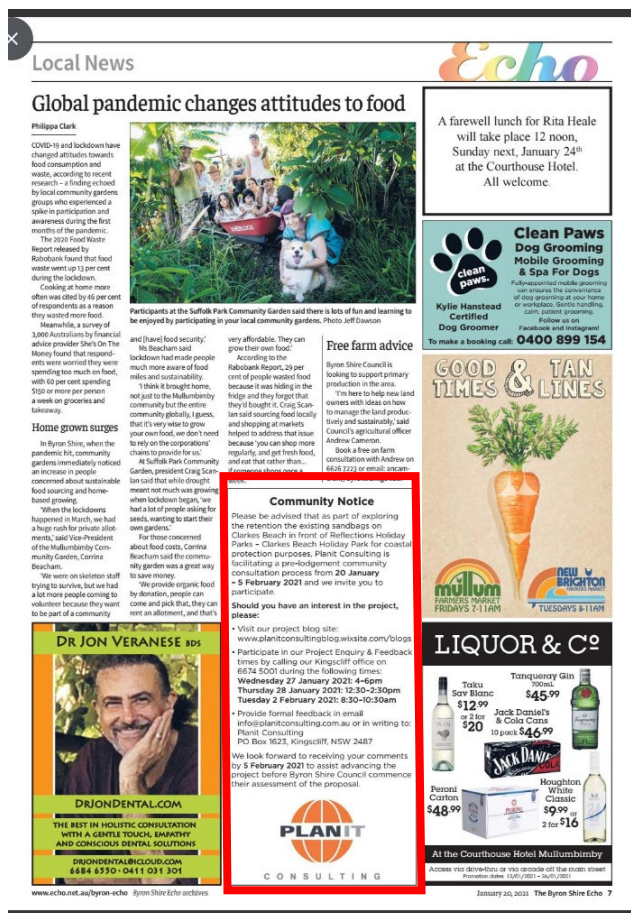 Local News
Echo
Global pandemic changes attitudes to food
Philippa Clark
COVID-19 and lockdown have
changed attitudes towards
food consumption and
waste, according to recent
research – a finding echoed
by local community gardens
groups who experienced a
spike in participation and
awareness during the first
months of the pandemic.
The 2020 Food Waste
Report released by
Rabobank found that food
waste went up 13 per cent
during the lockdown.
Cooking at home more
often was cited by 46 per cent
of respondents as a reason
they wasted more food.
Meanwhile, a survey of
1,000 Australians by financial
advice provider She's On The
Money found that respond-
ents were worried they were
spending too much on food,
with 60 per cent spending
$150 or more per person
a week on groceries and
takeaway.
Home grown surges
In Byron Shire, when the
pandemic hit, community
gardens immediately noticed
an increase in people
concerned about sustainable
food sourcing and home-
based growing.
'When the lockdowns
happened in March, we had
a huge rush for private allot-
ments,' said Vice-President
of the Mullumbimby Com-
munity Garden, Corrina
Beacham.
'We were on skeleton staff
trying to survive, but we had
a lot more people coming to
volunteer because they want
to be part of a community
Participants at the Suffolk Park Community Garden said there is lots of fun and learning to
be enjoyed by participating in your local community gardens. Photo Jeff Dawson
and [have] food security.'
Ms Beacham said
lockdown had made people
much more aware of food
miles and sustainability.
'I think it brought home,
not just to the Mullumbimby
community but the entire
community globally, I guess,
that it's very wise to grow
your own food, we don't need
to rely on the corporations'
chains to provide for us.'
At Suffolk Park Community
Garden, president Craig Scan-
lan said that while drought
meant not much was growing
when lockdown began, 'we
had a lot of people asking for
seeds, wanting to start their
own gardens.'
For those concerned
about food costs, Corrina
Beacham said the commu-
nity garden was a great way
to save money.
'We provide organic food
by donation, people can
come and pick that, they can
rent an allotment, and that's
very affordable. They can
grow their own food.'
According to the
Rabobank Report, 29 per
cent of people wasted food
because it was hiding in the
fridge and they forgot that
they'd bought it. Craig Scan-
lan said sourcing food locally
and shopping at markets
helped to address that issue
because 'you can shop more
regularly, and get fresh food,
and eat that rather than...
if someone shops once a
week.'
Free farm advice
Byron Shire Council is
looking to support primary
production in the area.
'I'm here to help new land
owners with ideas on how
to manage the land produc-
tively and sustainably,' said
Council's agricultural officer
Andrew Cameron.
Book a free on farm
consultation with Andrew on
6626 7223 or email: ancam-
Community Notice
Please be advised that as part of exploring
the retention the existing sandbags on
Clarkes Beach in front of Reflections Holiday
Parks – Clarkes Beach Holiday Park for coastal
protection purposes, Planit Consulting is
facilitating a pre-lodgement community
consultation process from 20 January
– 5 February 2021 and we invite you to
participate.
Should you have an interest in the project,
please:
• Visit our project blog site:
www.planitconsultingblog.wixsite.com/blogs
• Participate in our Project Enquiry & Feedback
times by calling our Kingscliff office on
6674 5001 during the following times:
Wednesday 27 January 2021: 4–6pm
Thursday 28 January 2021: 12:30–2:30pm
Tuesday 2 February 2021: 8:30–10:30am
• Provide formal feedback in email
info@planitconsulting.com.au or in writing to:
Planit Consulting
PO Box 1623, Kingscliff, NSW 2487
We look forward to receiving your comments
by 5 February 2021 to assist advancing the
project before Byron Shire Council commence
their assessment of the proposal.
PLANIT
CONSULTING
A farewell lunch for Rita Heale
will take place 12 noon,
Sunday next, January 24th
at the Courthouse Hotel.
All welcome.
clean
paws.
Clean Paws
Dog Grooming
Mobile Grooming
& Spa For Dogs
Fully-appointed mobile grooming
van ensures the convenience
of dog grooming at your home
or workplace. Gentle handling,
calm, patient grooming.
Follow us on
Facebook and Instagram!
Kylie Hanstead
Certified
Dog Groomer
To make a booking call: 0400 899 154
GOOD & TAN
TIMES LINES
mullum
FARMERS MARKET
FRIDAYS 7-11AM
NEW
BRIGHTON
FARMERS MARKET
TUESDAYS 8-11AM
DR JON VERANESE BDS
DRJONDENTAL.COM
THE BEST IN HOLISTIC CONSULTATION
WITH A GENTLE TOUCH, EMPATHY
AND CONSCIOUS DENTAL SOLUTIONS
DRJONDENTAL@ICLOUD.COM
6684 6550 · 0411 031 301
LIQUOR & Co
Taku
Sav Blanc
$12.99
or 2 for
$20
Tanqueray Gin
700mL
$45.99
Jack Daniel's
& Cola Cans
10 pack $46.99
JACK DANIEL
COLA
Peroni
Carton
$48.99
Houghton
White
Classic
$9.99 or
2 for $16
At the Courthouse Hotel Mullumbimby
Access via drive-thru or via arcade off the main street
Promotion dates: 13/01/2021 – 26/01/2021
www.echo.net.au/byron-echo Byron Shire Echo archives
January 20, 2021 The Byron Shire Echo 7